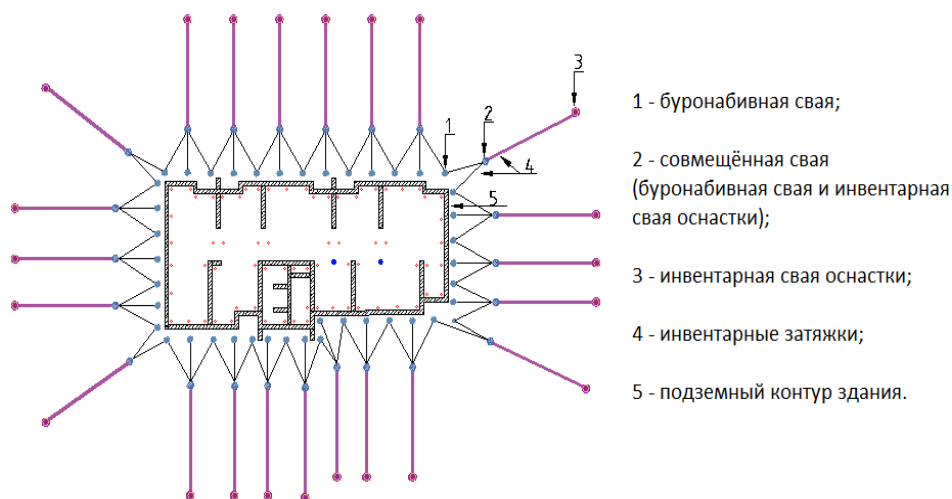 1
2
3
4
5
1 - буронабивная свая;
2 - совмещённая свая
(буронабивная свая и инвентарная
свая оснастки);
3 - инвентарная свая оснастки;
4 - инвентарные затяжки;
5 - подземный контур здания.